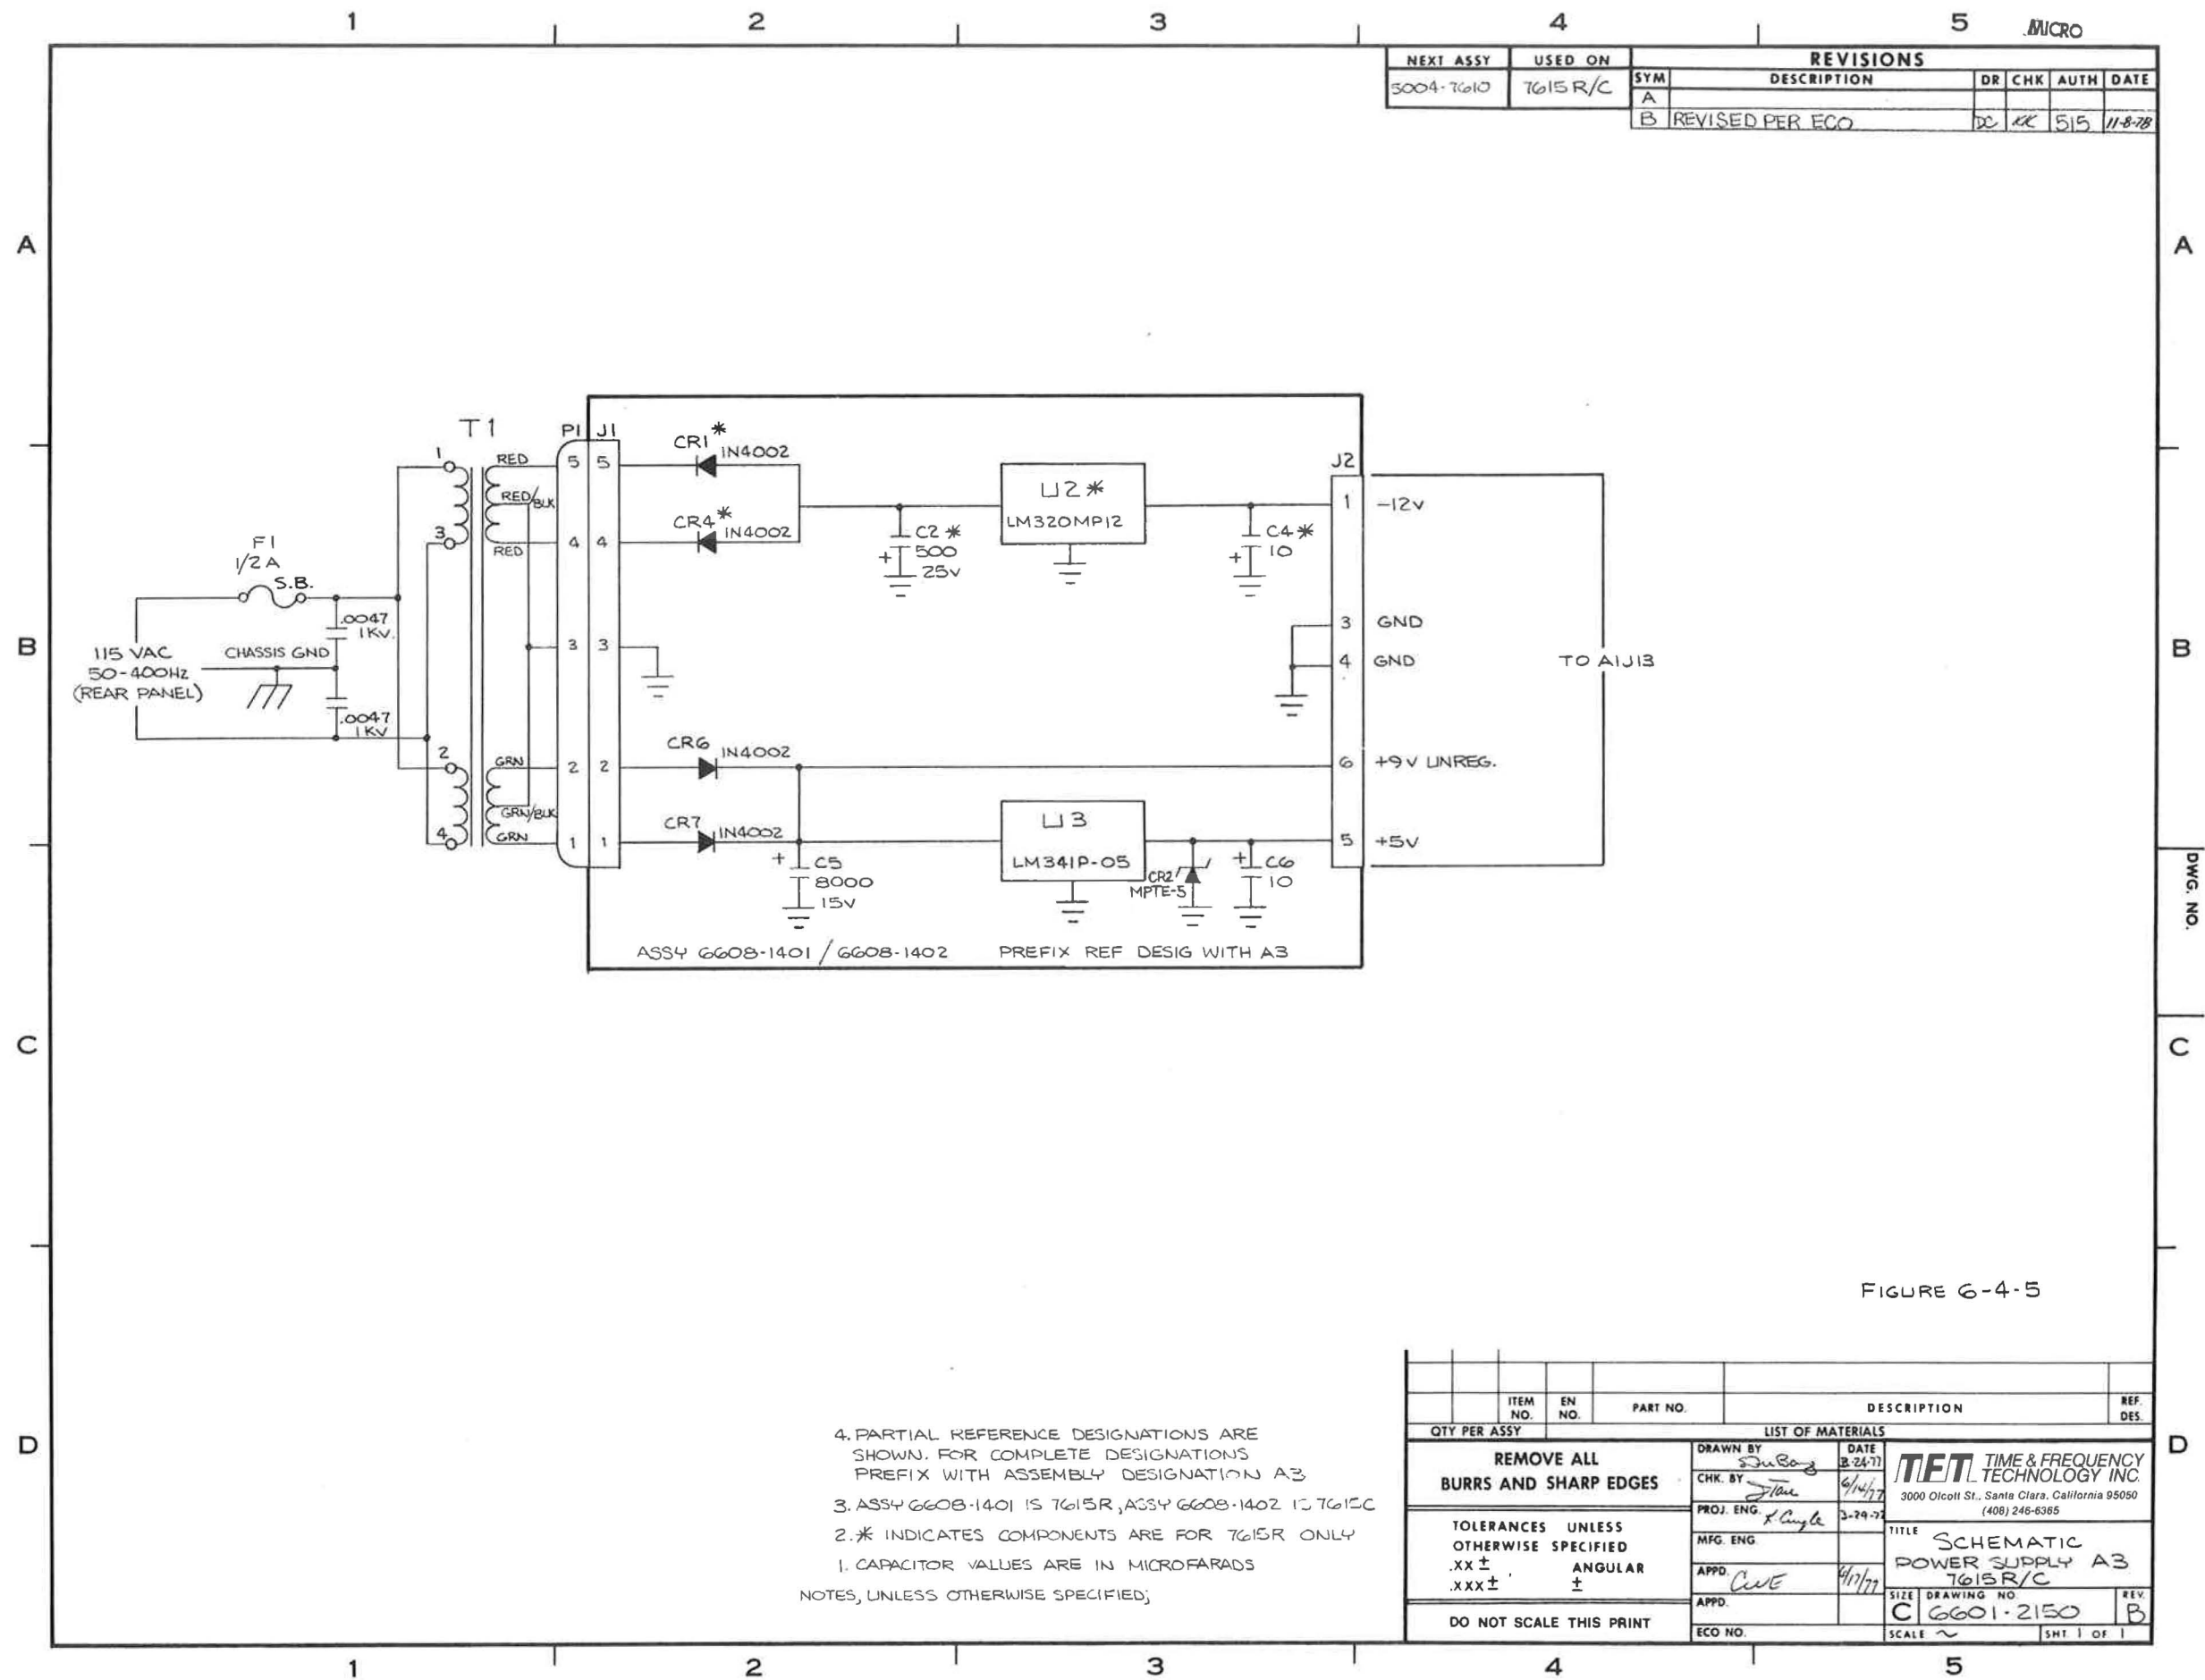 1 2 3 4 5
MICRO
NEXT ASSY USED ON REVISIONS
SYM DESCRIPTION DR CHK AUTH DATE
5004-7610 7615 R/C
A
B REVISED PER ECO DC KK 515 11-8-78
A A
B B
C C
D D
DWG. NO.
T1
P1 J1
1
3
2
4
RED
RED/BLK
RED
GRN
GRN/BLK
GRN
5 5
4 4
3 3
2 2
1 1
F1
1/2 A
S.B.
.0047
1KV.
115 VAC
50-400Hz
(REAR PANEL)
CHASSIS GND
.0047
1KV
CR1*
1N4002
CR4*
1N4002
C2*
+ 500
25V
U2*
LM320MP12
C4*
+ 10
J2
1 -12V
3 GND
4 GND
TO A1J13
6 +9V UNREG.
5 +5V
CR6
1N4002
CR7
1N4002
+ C5
8000
15V
U3
LM341P-05
CR2
MPTE-5
+ C6
10
ASSY 6608-1401 / 6608-1402 PREFIX REF DESIG WITH A3
FIGURE 6-4-5
4. PARTIAL REFERENCE DESIGNATIONS ARE
SHOWN. FOR COMPLETE DESIGNATIONS
PREFIX WITH ASSEMBLY DESIGNATION A3
3. ASSY 6608-1401 IS 7615R, ASSY 6608-1402 IS 7615C
2. * INDICATES COMPONENTS ARE FOR 7615R ONLY
1. CAPACITOR VALUES ARE IN MICROFARADS
NOTES, UNLESS OTHERWISE SPECIFIED;
ITEM NO. EN NO. PART NO. DESCRIPTION REF. DES.
QTY PER ASSY LIST OF MATERIALS
REMOVE ALL
BURRS AND SHARP EDGES
TOLERANCES UNLESS
OTHERWISE SPECIFIED
.XX ± ANGULAR
.XXX ± ±
DO NOT SCALE THIS PRINT
DRAWN BY DATE
CHK. BY 6/14/77
PROJ. ENG. 3-29-77
MFG. ENG
APPD. CWE
APPD.
ECO NO.
TFT TIME & FREQUENCY
TECHNOLOGY INC.
3000 Olcott St., Santa Clara, California 95050
(408) 246-6365
TITLE SCHEMATIC
POWER SUPPLY A3
7615R/C
SIZE DRAWING NO. REV.
C 6601-2150 B
SCALE ~ SHT. 1 OF 1
1 2 3 4 5